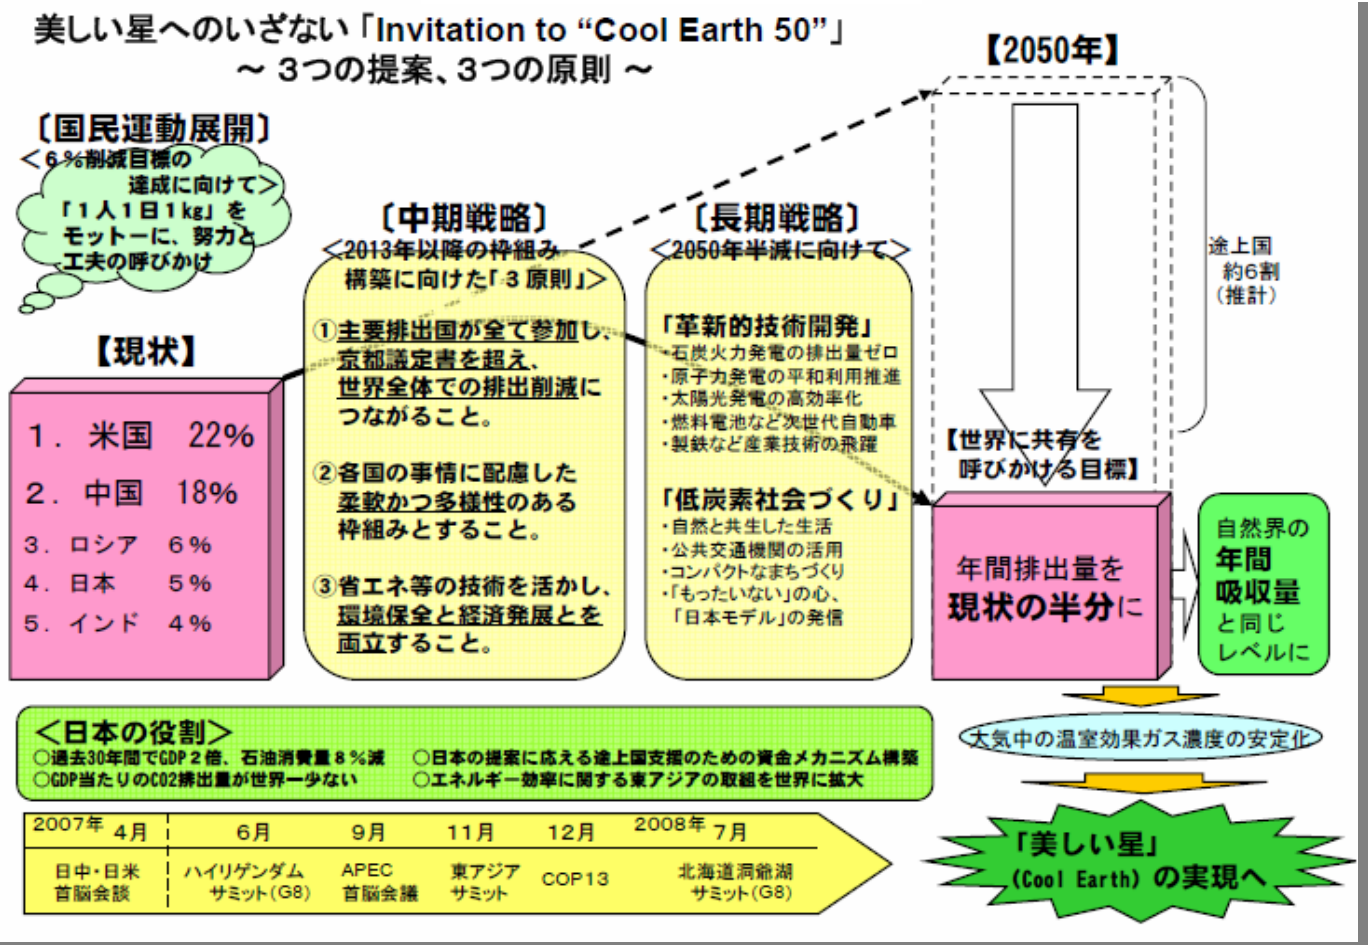 美しい星へのいざない「Invitation to “Cool Earth 50”」
～ ３つの提案、３つの原則 ～
〔国民運動展開〕
＜６％削減目標の
達成に向けて＞
「１人１日１kg」を
モットーに、努力と
工夫の呼びかけ
【現状】
１．米国　22%
２．中国　18%
３．ロシア　６％
４．日本　５％
５．インド　４％
〔中期戦略〕
＜2013年以降の枠組み
構築に向けた「３原則」＞
①主要排出国が全て参加し、
京都議定書を超え、
世界全体での排出削減に
つながること。
②各国の事情に配慮した
柔軟かつ多様性のある
枠組みとすること。
③省エネ等の技術を活かし、
環境保全と経済発展とを
両立すること。
〔長期戦略〕
＜2050年半減に向けて＞
「革新的技術開発」
・石炭火力発電の排出量ゼロ
・原子力発電の平和利用推進
・太陽光発電の高効率化
・燃料電池など次世代自動車
・製鉄など産業技術の飛躍
「低炭素社会づくり」
・自然と共生した生活
・公共交通機関の活用
・コンパクトなまちづくり
・「もったいない」の心、
「日本モデル」の発信
【2050年】
途上国
約6割
（推計）
【世界に共有を
呼びかける目標】
年間排出量を
現状の半分に
自然界の
年間
吸収量
と同じ
レベルに
大気中の温室効果ガス濃度の安定化
「美しい星」
(Cool Earth) の実現へ
＜日本の役割＞
○過去30年間でGDP２倍、石油消費量８％減
○GDP当たりのCO2排出量が世界一少ない
○日本の提案に応える途上国支援のための資金メカニズム構築
○エネルギー効率に関する東アジアの取組を世界に拡大
2007年 4月
日中・日米
首脳会談
6月
ハイリゲンダム
サミット(G8)
9月
APEC
首脳会議
11月
東アジア
サミット
12月
COP13
2008年 7月
北海道洞爺湖
サミット(G8)